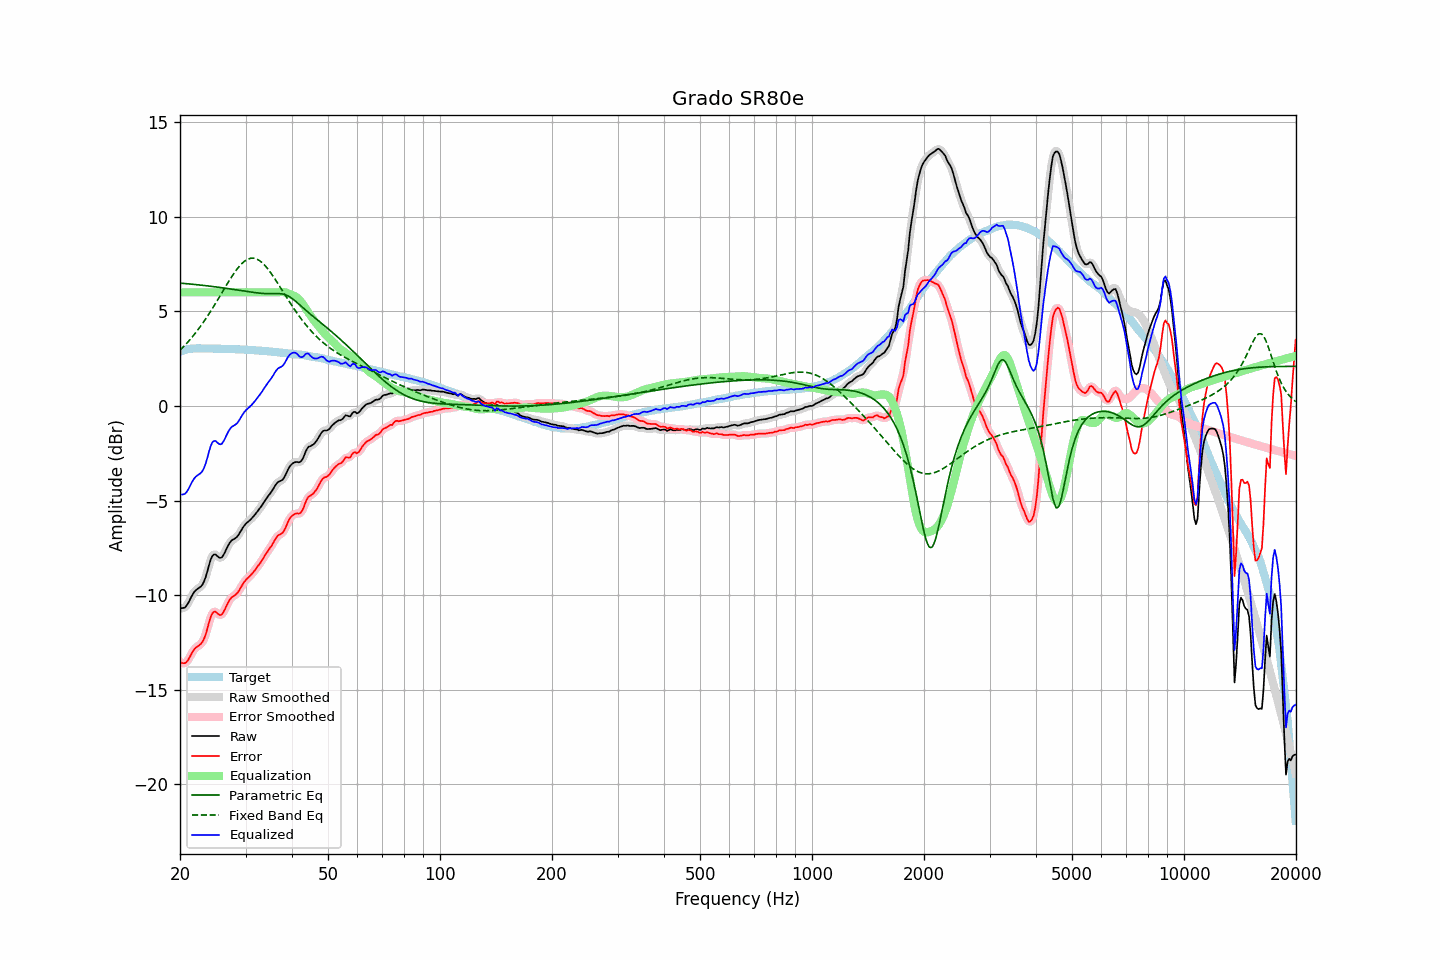 Grado SR80e
Amplitude (dBr)
15
10
5
0
−5
−10
−15
−20
Target
Raw Smoothed
Error Smoothed
Raw
Error
Equalization
Parametric Eq
Fixed Band Eq
Equalized
20
50
100
200
500
1000
2000
5000
10000
20000
Frequency (Hz)